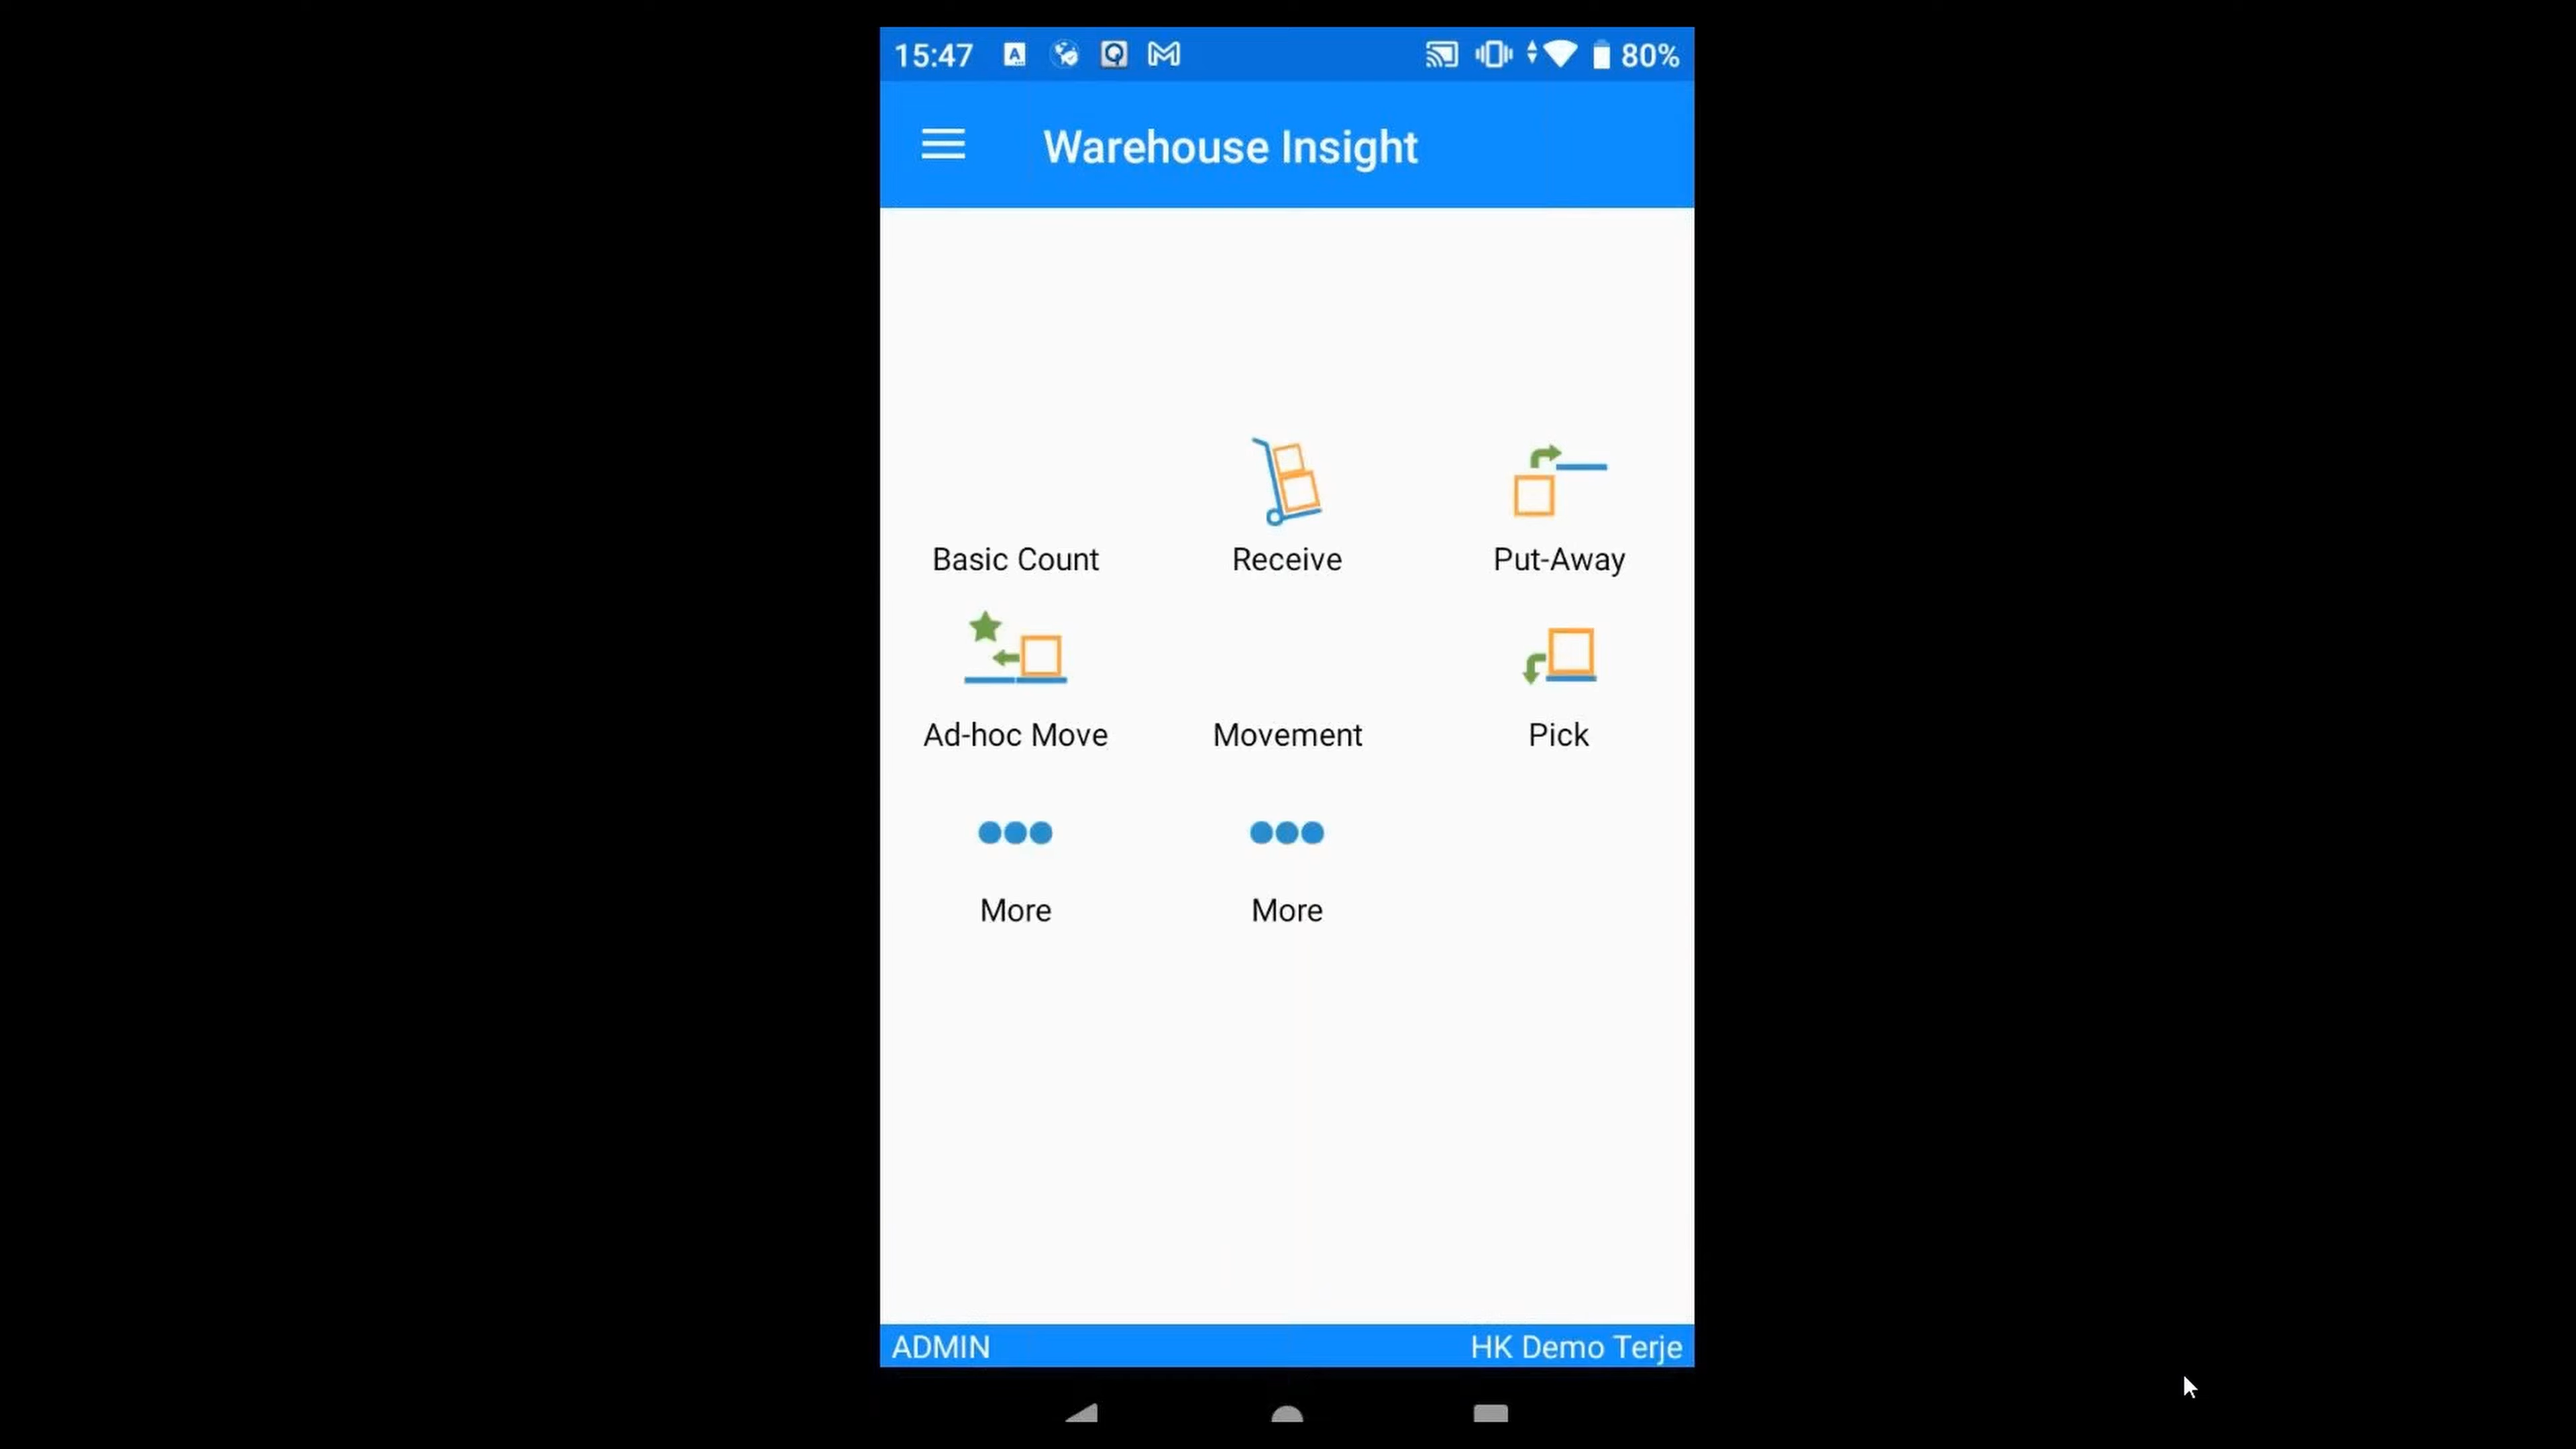 15:47 80%
Warehouse Insight
Basic Count Receive Put-Away
Ad-hoc Move Movement Pick
More More
ADMIN HK Demo Terje